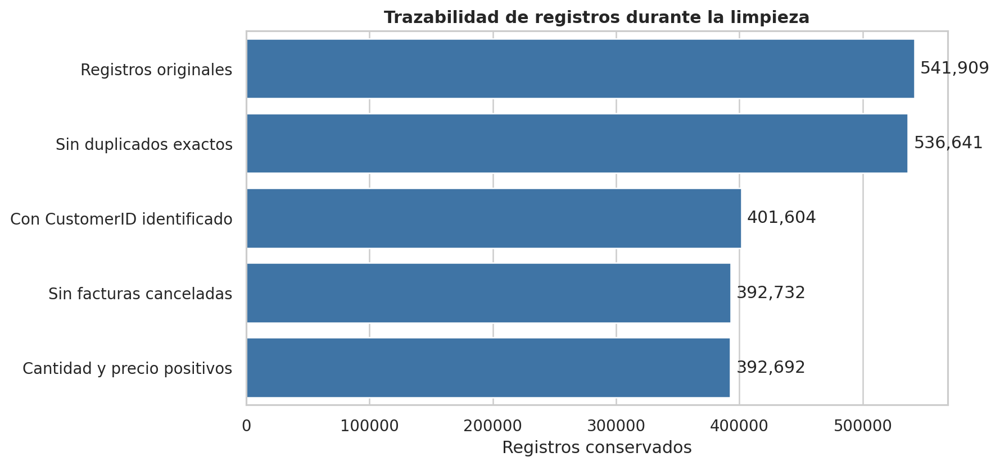 Trazabilidad de registros durante la limpieza
Registros originales
541,909
Sin duplicados exactos
536,641
Con CustomerID identificado
401,604
Sin facturas canceladas
392,732
Cantidad y precio positivos
392,692
0 100000 200000 300000 400000 500000
Registros conservados